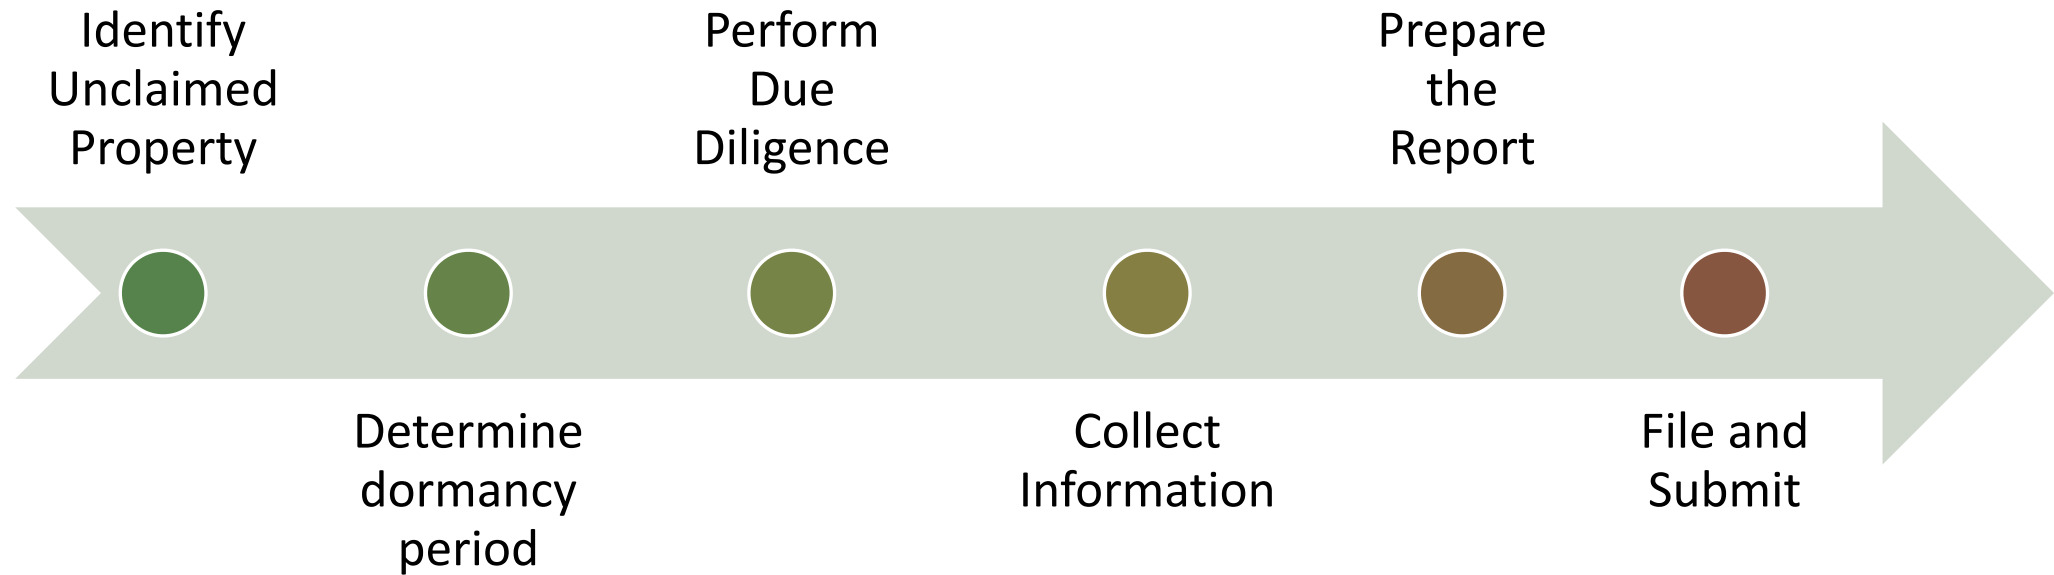 Identify
Unclaimed
Property
Determine
dormancy
period
Perform
Due
Diligence
Collect
Information
Prepare
the
Report
File and
Submit